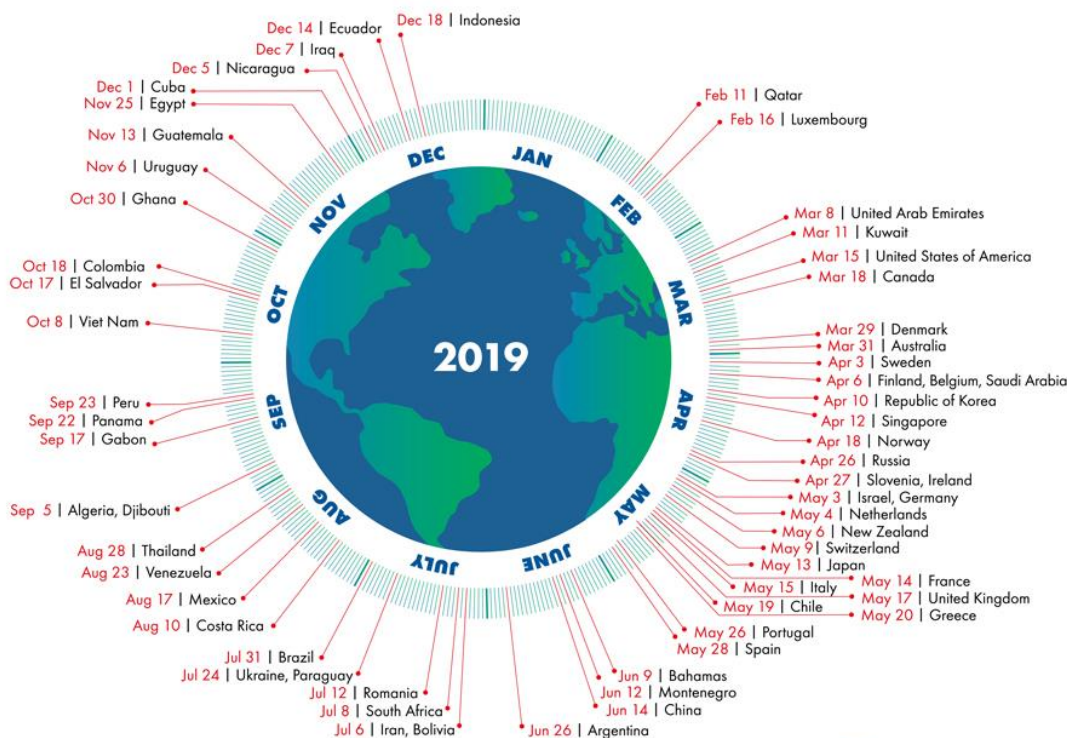 Dec 18 | Indonesia
Dec 14 | Ecuador
Dec 7 | Iraq
Dec 5 | Nicaragua
Dec 1 | Cuba
Nov 25 | Egypt
Nov 13 | Guatemala
Nov 6 | Uruguay
Oct 30 | Ghana
Oct 18 | Colombia
Oct 17 | El Salvador
Oct 8 | Viet Nam
Sep 23 | Peru
Sep 22 | Panama
Sep 17 | Gabon
Sep 5 | Algeria, Djibouti
Aug 28 | Thailand
Aug 23 | Venezuela
Aug 17 | Mexico
Aug 10 | Costa Rica
Jul 31 | Brazil
Jul 24 | Ukraine, Paraguay
Jul 12 | Romania
Jul 8 | South Africa
Jul 6 | Iran, Bolivia
Feb 11 | Qatar
Feb 16 | Luxembourg
Mar 8 | United Arab Emirates
Mar 11 | Kuwait
Mar 15 | United States of America
Mar 18 | Canada
Mar 29 | Denmark
Mar 31 | Australia
Apr 3 | Sweden
Apr 6 | Finland, Belgium, Saudi Arabia
Apr 10 | Republic of Korea
Apr 12 | Singapore
Apr 18 | Norway
Apr 26 | Russia
Apr 27 | Slovenia, Ireland
May 3 | Israel, Germany
May 4 | Netherlands
May 6 | New Zealand
May 9 | Switzerland
May 13 | Japan
May 14 | France
May 15 | Italy
May 17 | United Kingdom
May 19 | Chile
May 20 | Greece
May 26 | Portugal
May 28 | Spain
Jun 9 | Bahamas
Jun 12 | Montenegro
Jun 14 | China
Jun 26 | Argentina
JAN
FEB
MAR
APR
MAY
JUNE
JULY
AUG
SEP
OCT
NOV
DEC
2019